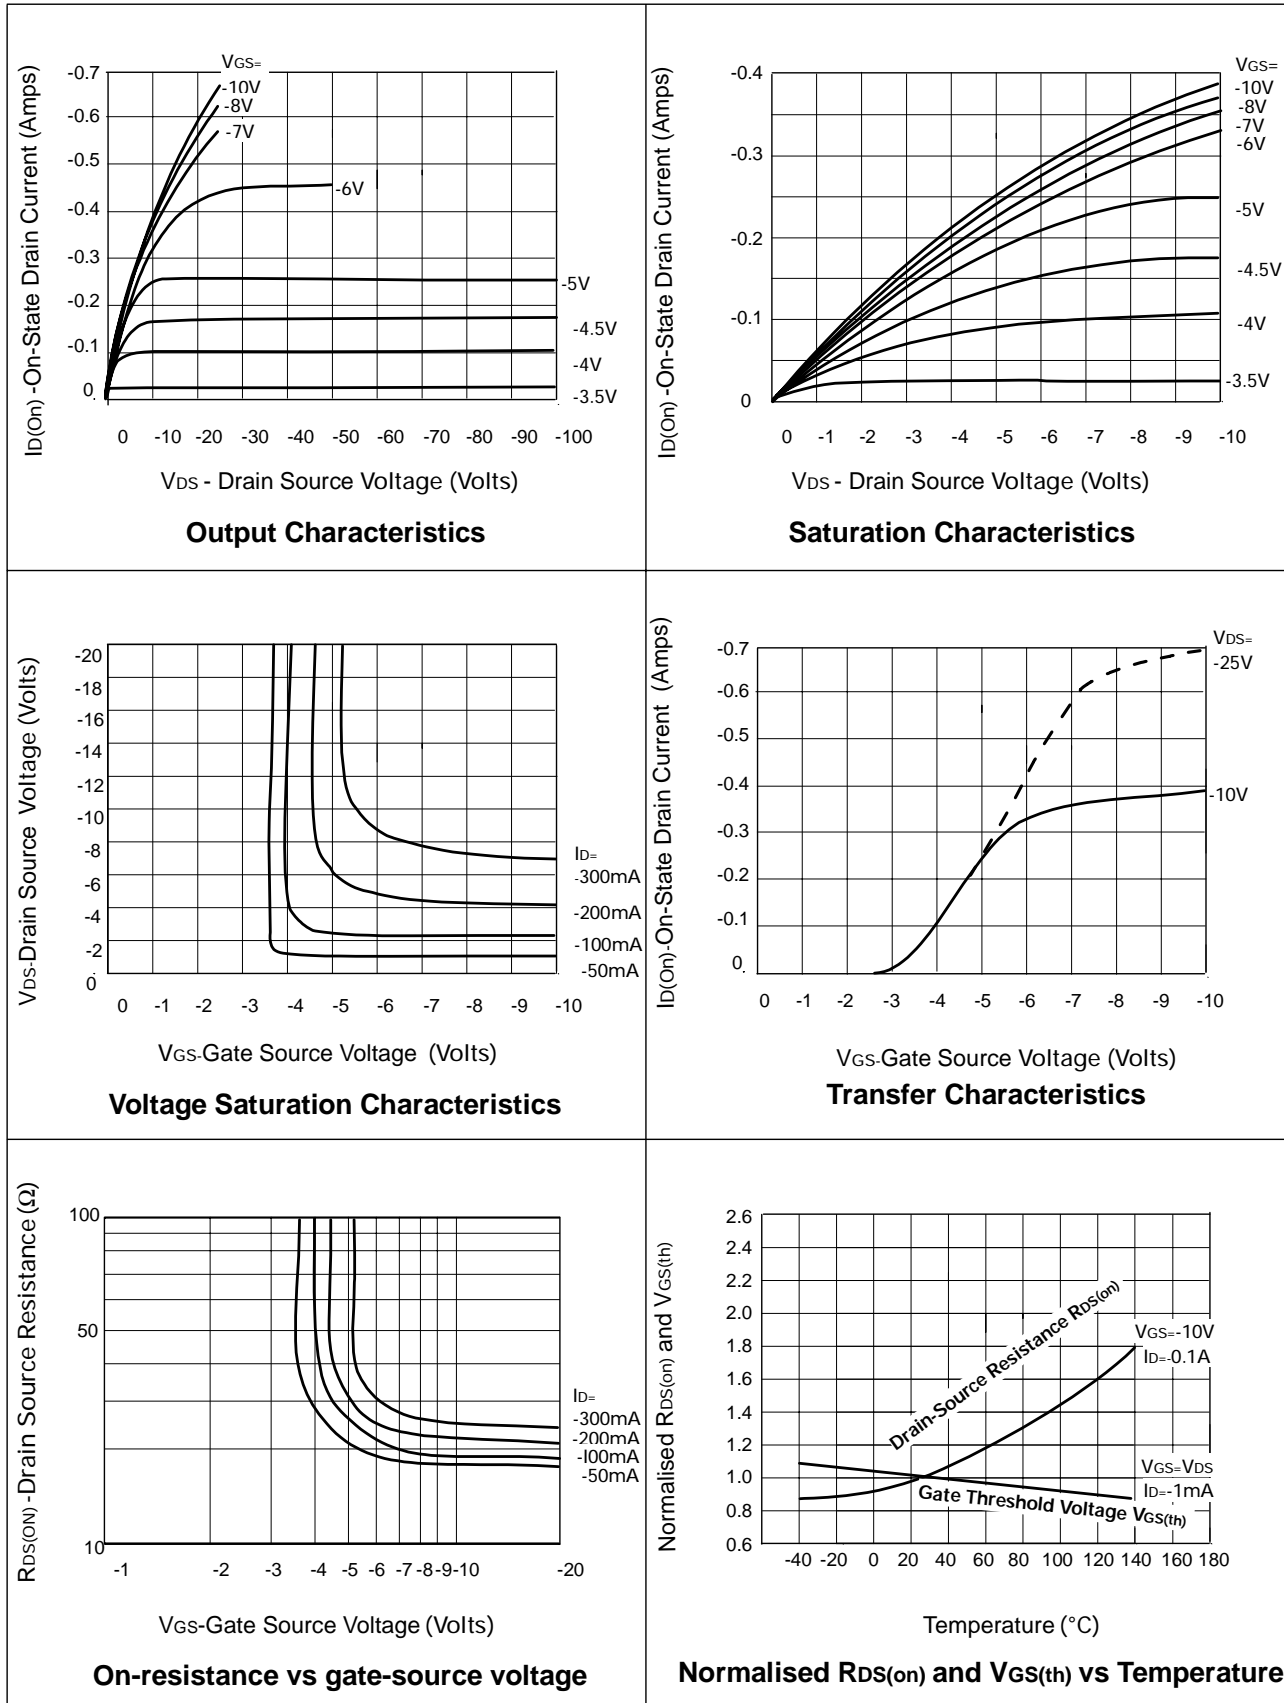 ID(On) -On-State Drain Current (Amps)
VGS=
-0.7
-0.6
-0.5
-0.4
-0.3
-0.2
-0.1
0.
-10V
-8V
-7V
-6V
-5V
-4.5V
-4V
-3.5V
0 -10 -20 -30 -40 -50 -60 -70 -80 -90 -100
VDS - Drain Source Voltage (Volts)
Output Characteristics
ID(On) -On-State Drain Current (Amps)
VGS=
-0.4
-0.3
-0.2
-0.1
0
-10V
-8V
-7V
-6V
-5V
-4.5V
-4V
-3.5V
0 -1 -2 -3 -4 -5 -6 -7 -8 -9 -10
VDS - Drain Source Voltage (Volts)
Saturation Characteristics
VDS-Drain Source Voltage (Volts)
-20
-18
-16
-14
-12
-10
-8
-6
-4
-2
0
ID=
-300mA
-200mA
-100mA
-50mA
0 -1 -2 -3 -4 -5 -6 -7 -8 -9 -10
VGS-Gate Source Voltage (Volts)
Voltage Saturation Characteristics
ID(On)-On-State Drain Current (Amps)
VDS=
-0.7
-0.6
-0.5
-0.4
-0.3
-0.2
-0.1
0.
-25V
-10V
0 -1 -2 -3 -4 -5 -6 -7 -8 -9 -10
VGS-Gate Source Voltage (Volts)
Transfer Characteristics
RDS(ON) -Drain Source Resistance (Ω)
100
50
10
ID=
-300mA
-200mA
-100mA
-50mA
-1 -2 -3 -4 -5 -6 -7 -8 -9 -10 -20
VGS-Gate Source Voltage (Volts)
On-resistance vs gate-source voltage
Normalised RDS(on) and VGS(th)
2.6
2.4
2.2
2.0
1.8
1.6
1.4
1.2
1.0
0.8
0.6
Drain-Source Resistance RDS(on)
VGS=-10V
ID=-0.1A
VGS=VDS
ID=-1mA
Gate Threshold Voltage VGS(th)
-40 -20 0 20 40 60 80 100 120 140 160 180
Temperature (°C)
Normalised RDS(on) and VGS(th) vs Temperature